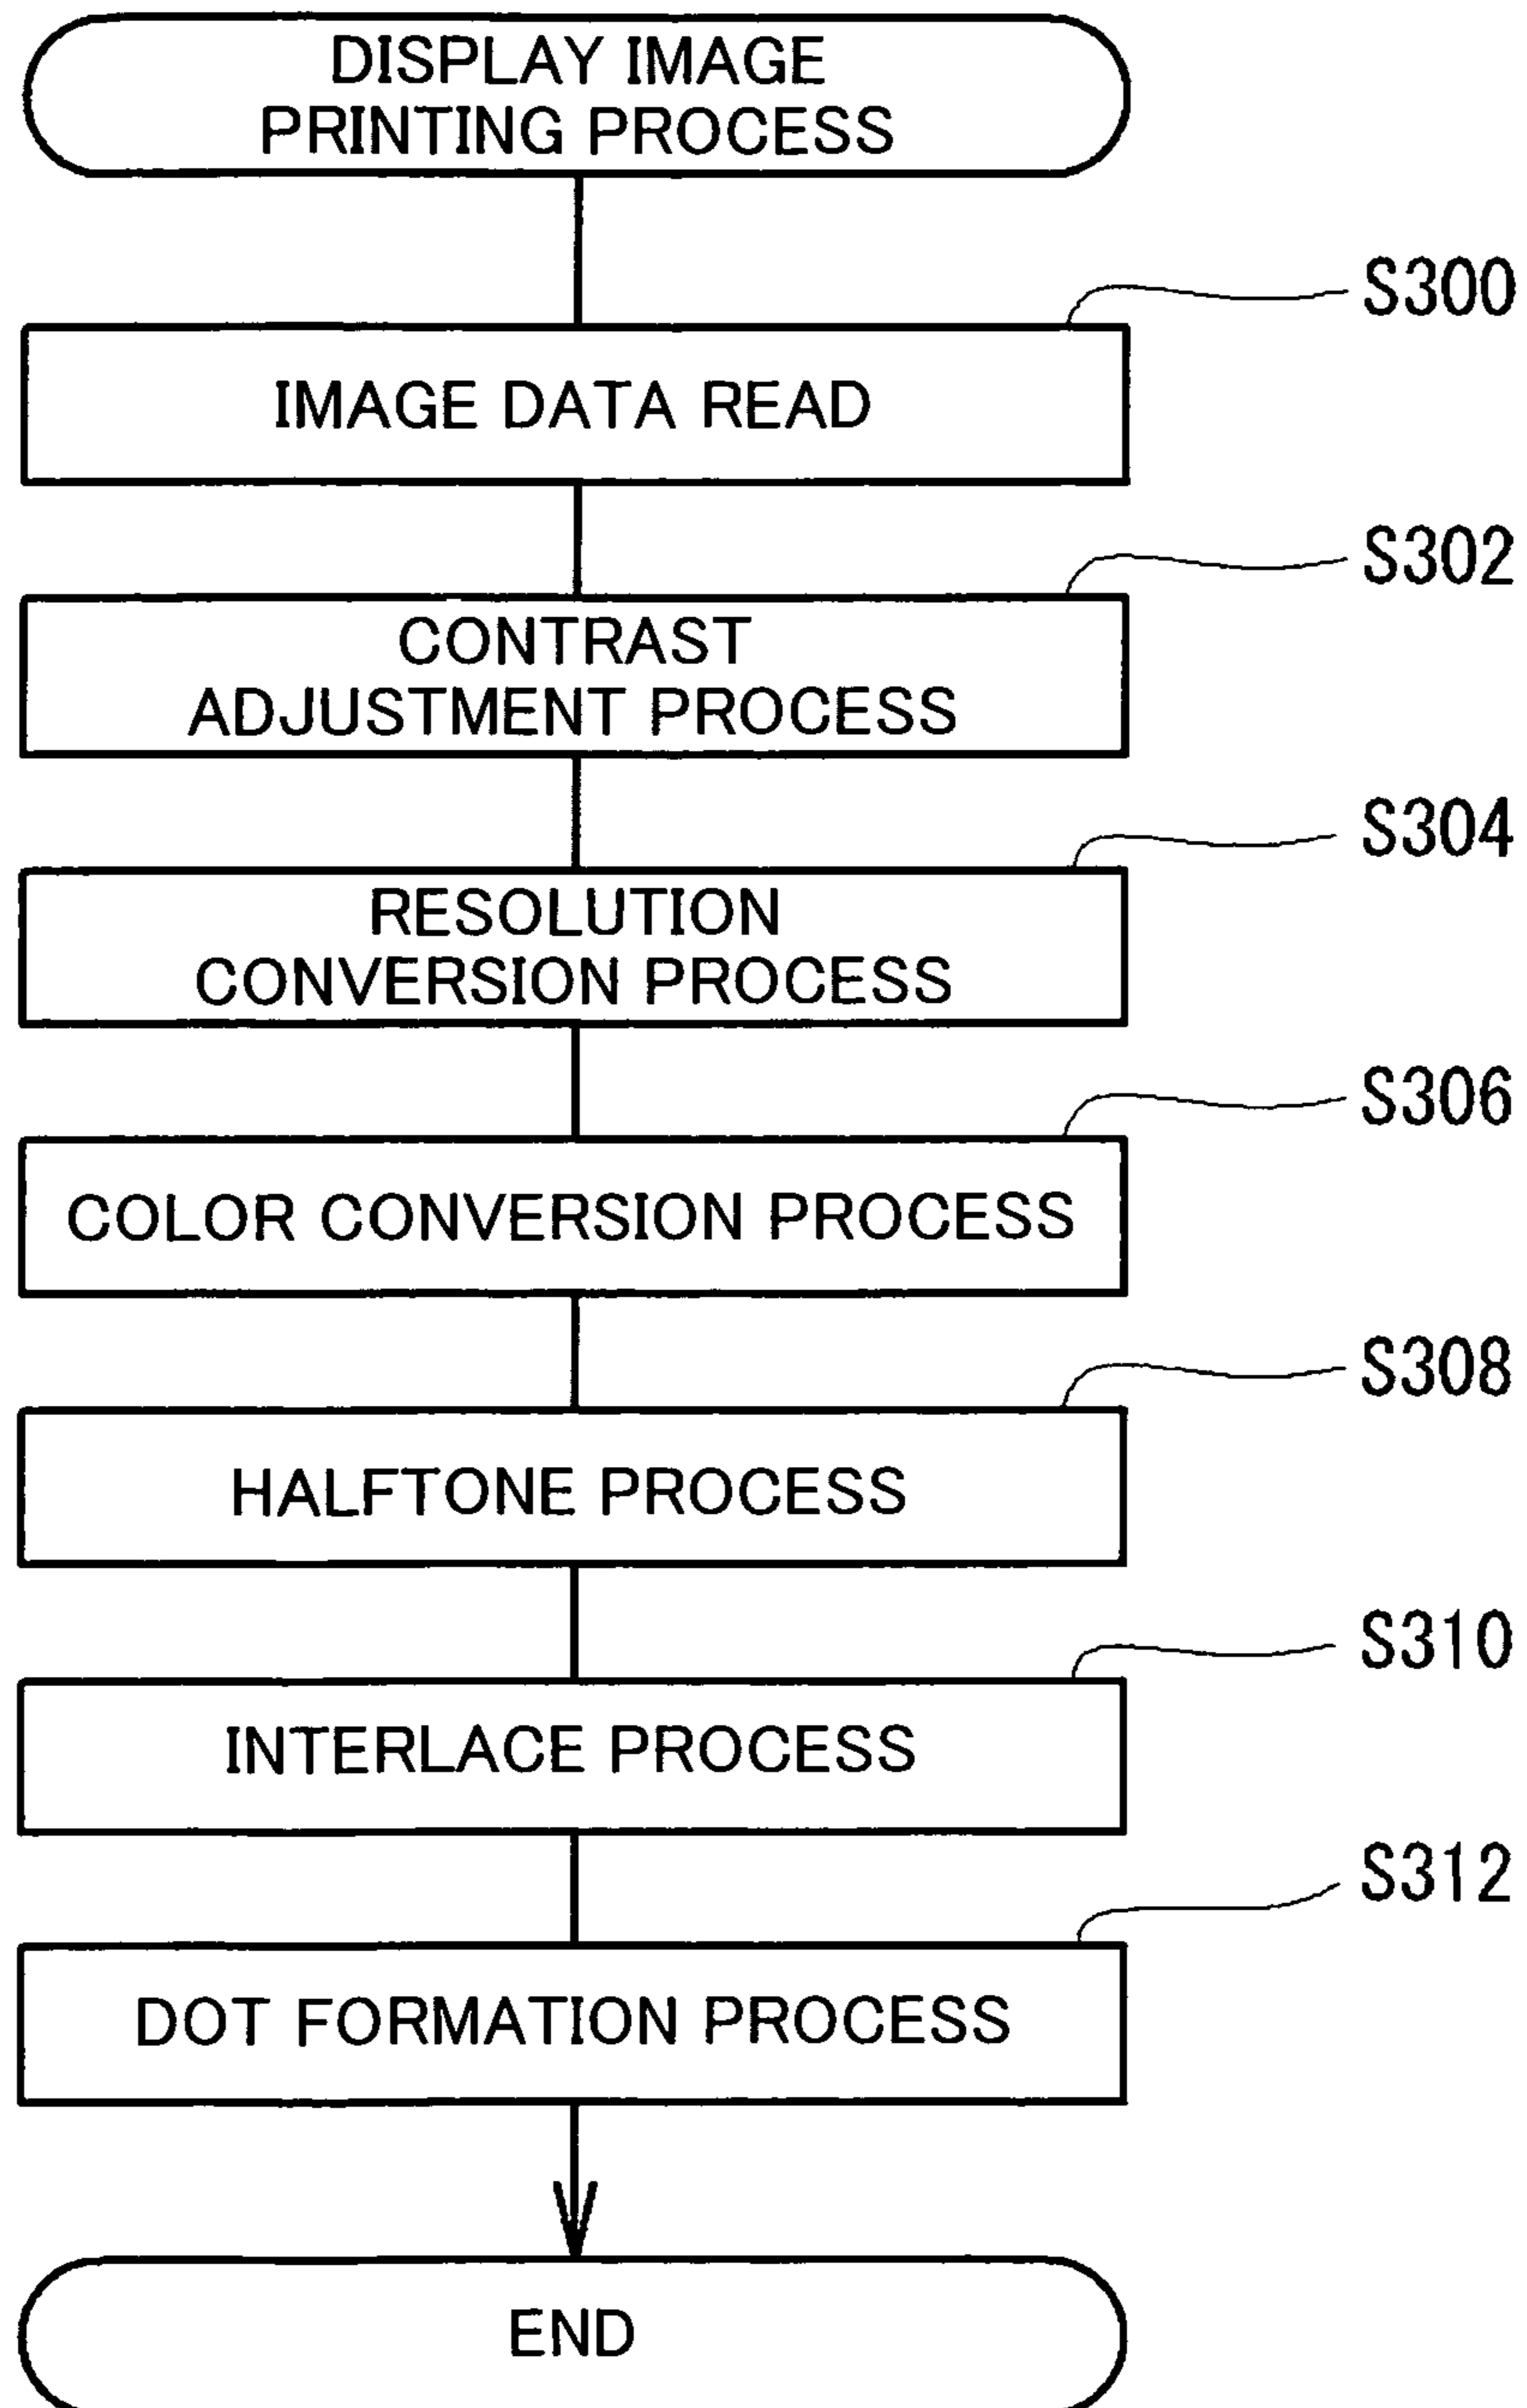 DISPLAY IMAGE
PRINTING PROCESS
S300
IMAGE DATA READ
S302
CONTRAST
ADJUSTMENT PROCESS
S304
RESOLUTION
CONVERSION PROCESS
S306
COLOR CONVERSION PROCESS
S308
HALFTONE PROCESS
S310
INTERLACE PROCESS
S312
DOT FORMATION PROCESS
END